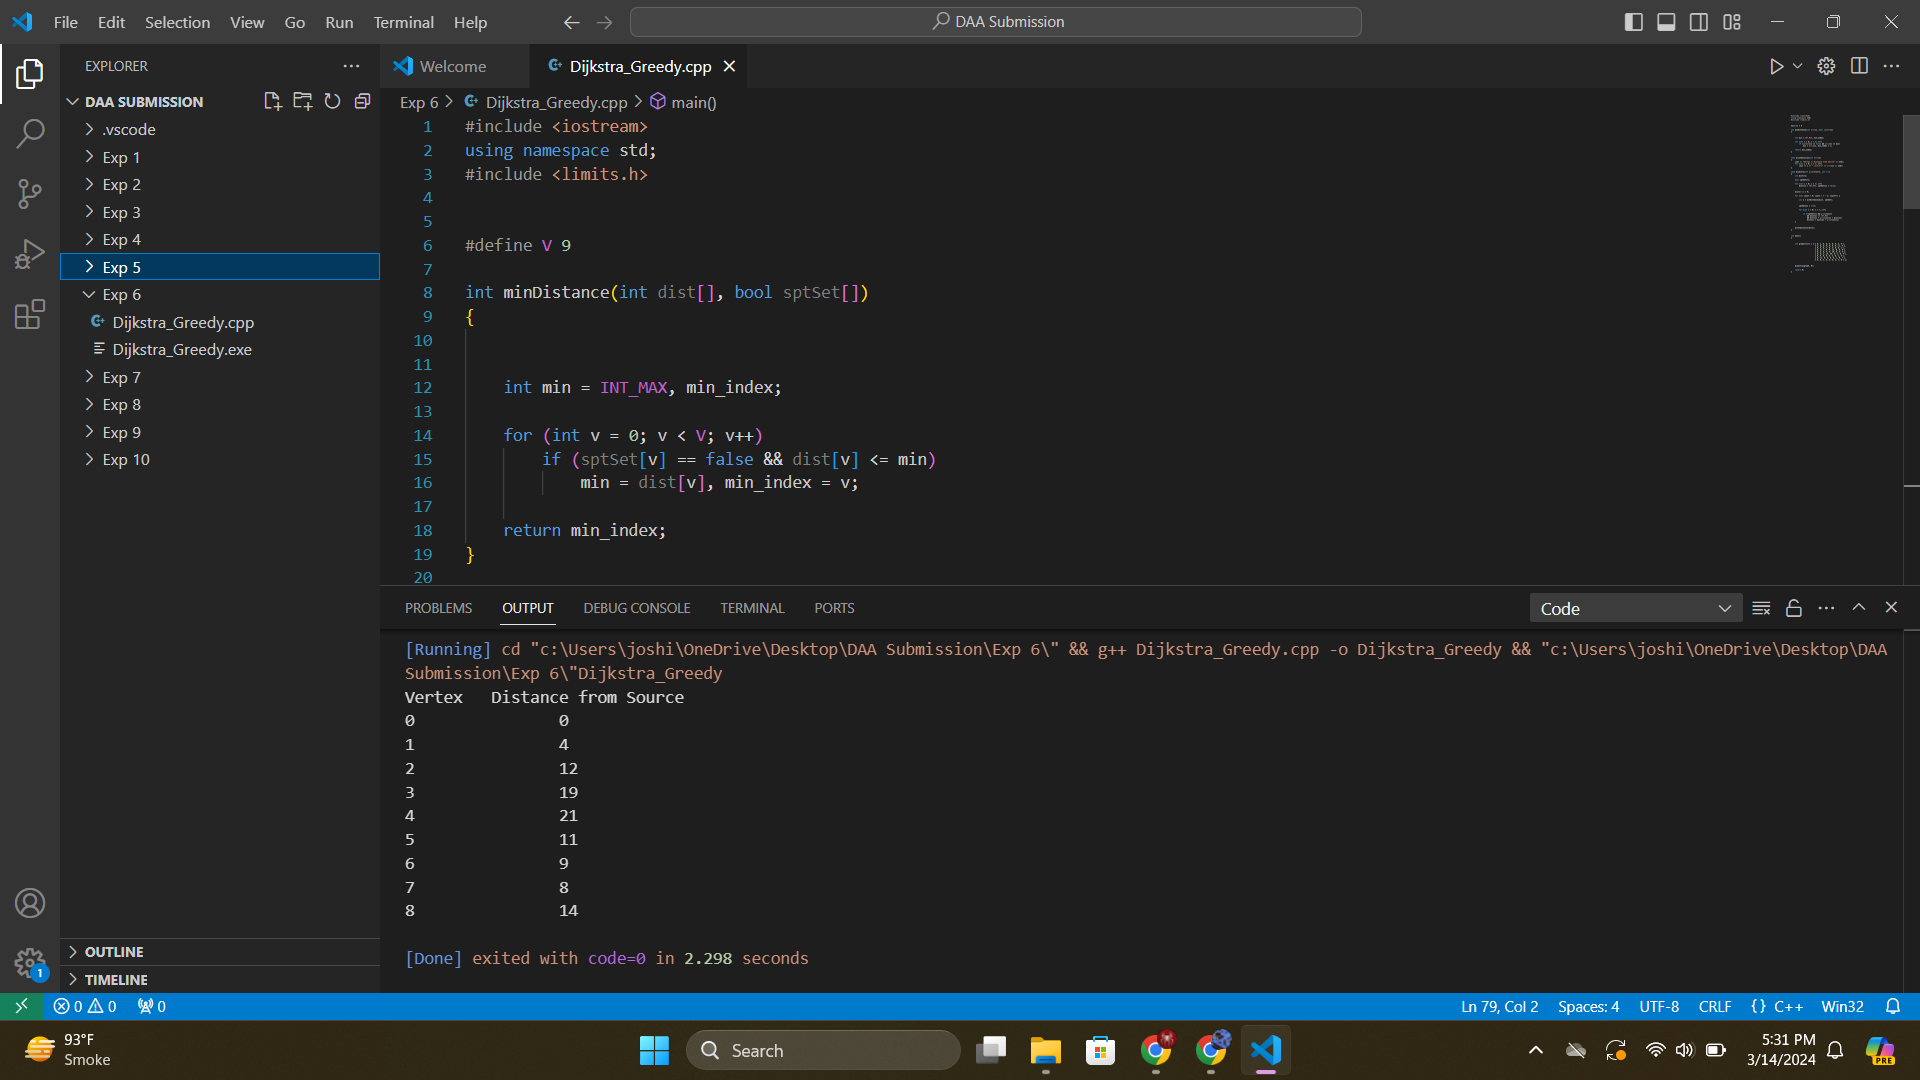 File Edit Selection View Go Run Terminal Help
DAA Submission
EXPLORER
DAA SUBMISSION
.vscode
Exp 1
Exp 2
Exp 3
Exp 4
Exp 5
Exp 6
Dijkstra_Greedy.cpp
Dijkstra_Greedy.exe
Exp 7
Exp 8
Exp 9
Exp 10
OUTLINE
TIMELINE
Welcome
Dijkstra_Greedy.cpp
Exp 6 > Dijkstra_Greedy.cpp > main()
1 #include <iostream>
2 using namespace std;
3 #include <limits.h>
4
5
6 #define V 9
7
8 int minDistance(int dist[], bool sptSet[])
9 {
10
11
12 int min = INT_MAX, min_index;
13
14 for (int v = 0; v < V; v++)
15 if (sptSet[v] == false && dist[v] <= min)
16 min = dist[v], min_index = v;
17
18 return min_index;
19 }
20
PROBLEMS OUTPUT DEBUG CONSOLE TERMINAL PORTS
Code
[Running] cd "c:\Users\joshi\OneDrive\Desktop\DAA Submission\Exp 6\" && g++ Dijkstra_Greedy.cpp -o Dijkstra_Greedy && "c:\Users\joshi\OneDrive\Desktop\DAA
Submission\Exp 6\"Dijkstra_Greedy
Vertex Distance from Source
0 0
1 4
2 12
3 19
4 21
5 11
6 9
7 8
8 14
[Done] exited with code=0 in 2.298 seconds
1
0 0 0
Ln 79, Col 2 Spaces: 4 UTF-8 CRLF {} C++ Win32
93°F
Smoke
Search
5:31 PM
3/14/2024
PRE